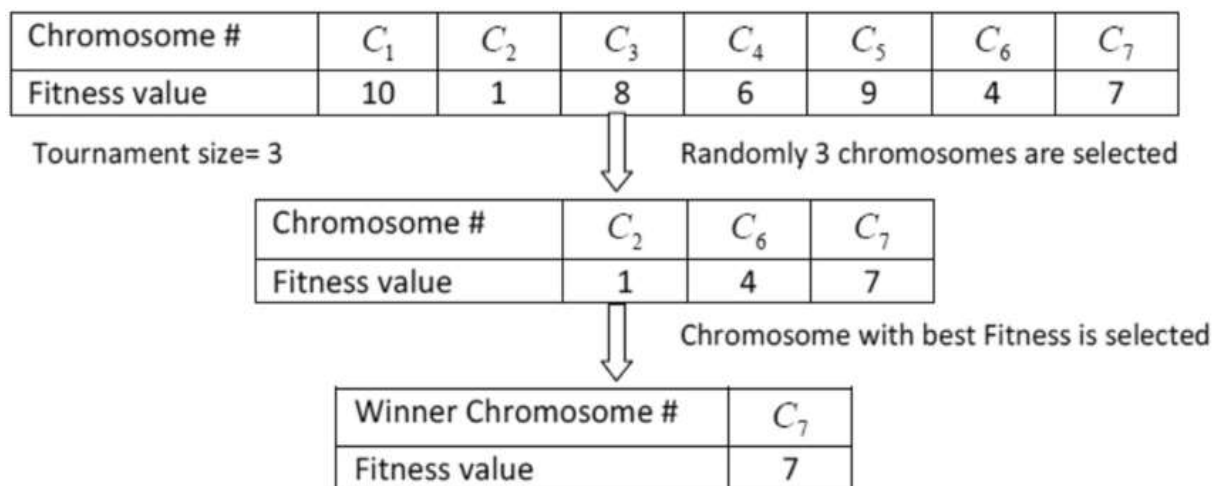 Chromosome # C1 C2 C3 C4 C5 C6 C7
Fitness value 10 1 8 6 9 4 7
Tournament size= 3 Randomly 3 chromosomes are selected
Chromosome # C2 C6 C7
Fitness value 1 4 7
Chromosome with best Fitness is selected
Winner Chromosome # C7
Fitness value 7